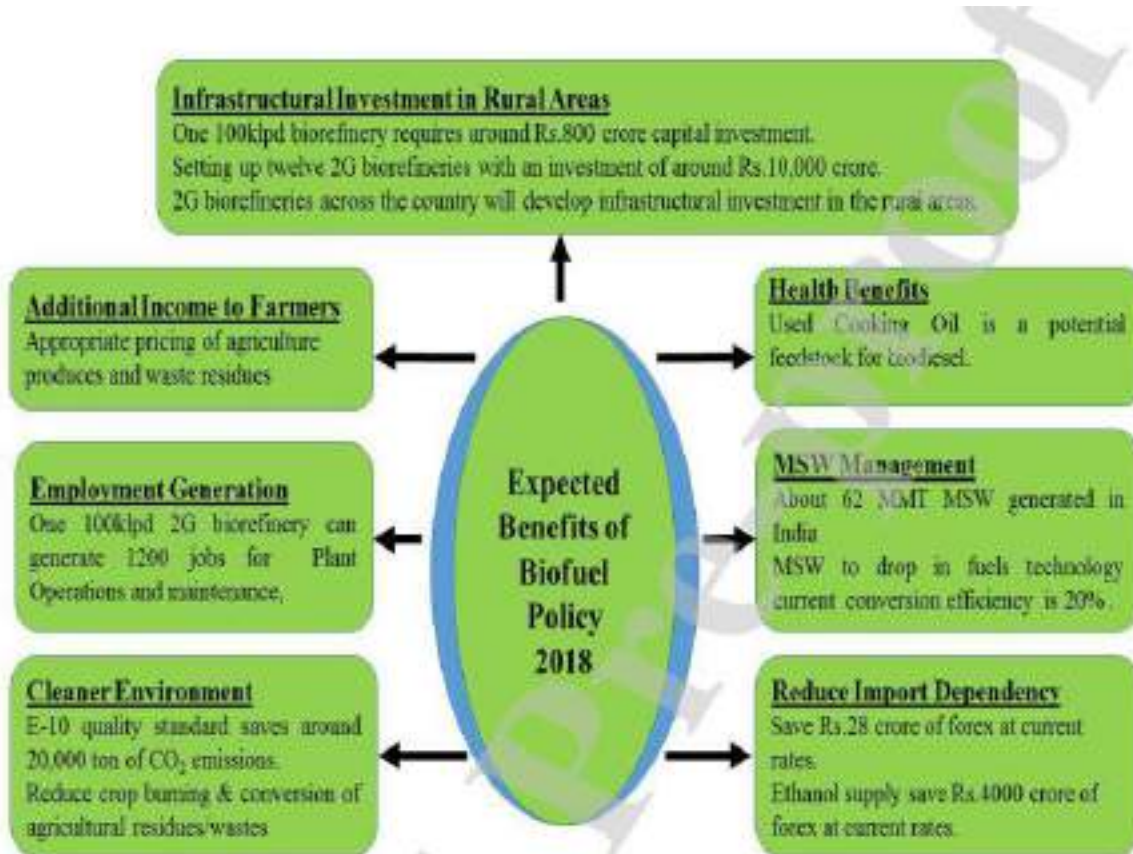 Infrastructural Investment in Rural Areas
One 100klpd biorefinery requires around Rs.800 crore capital investment.
Setting up twelve 2G biorefineries with an investment of around Rs.10,000 crore.
2G biorefineries across the country will develop infrastructural investment in the rural areas.
Additional Income to Farmers
Appropriate pricing of agriculture
produces and waste residues
Health Benefits
Used Cooking Oil is a potential
feedstock for biodiesel.
Employment Generation
One 100klpd 2G biorefinery can
generate 1200 jobs for Plant
Operations and maintenance,
Expected
Benefits of
Biofuel
Policy
2018
MSW Management
About 62 MMT MSW generated in
India
MSW to drop in fuels technology
current conversion efficiency is 20%.
Cleaner Environment
E-10 quality standard saves around
20,000 ton of CO₂ emissions.
Reduce crop burning & conversion of
agricultural residues/wastes
Reduce Import Dependency
Save Rs.28 crore of forex at current
rates.
Ethanol supply save Rs.4000 crore of
forex at current rates.